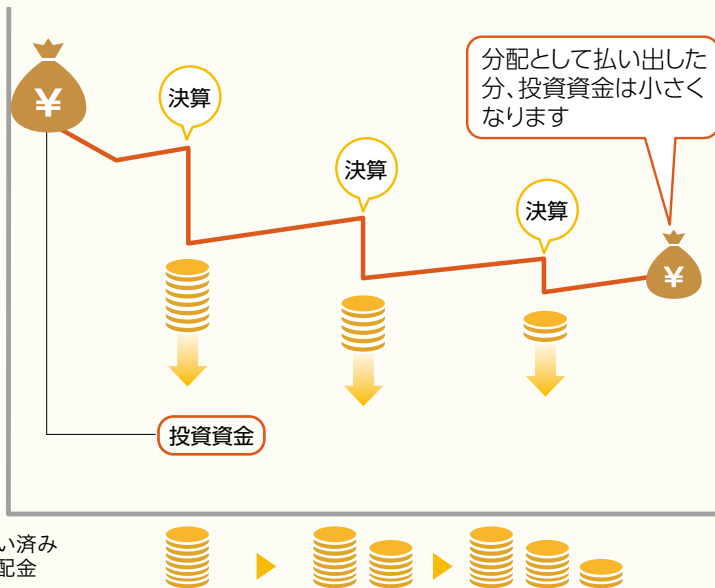 ¥
決算
分配として払い出した
分、投資資金は小さく
なります
決算
決算
¥
投資資金
い済み
配金